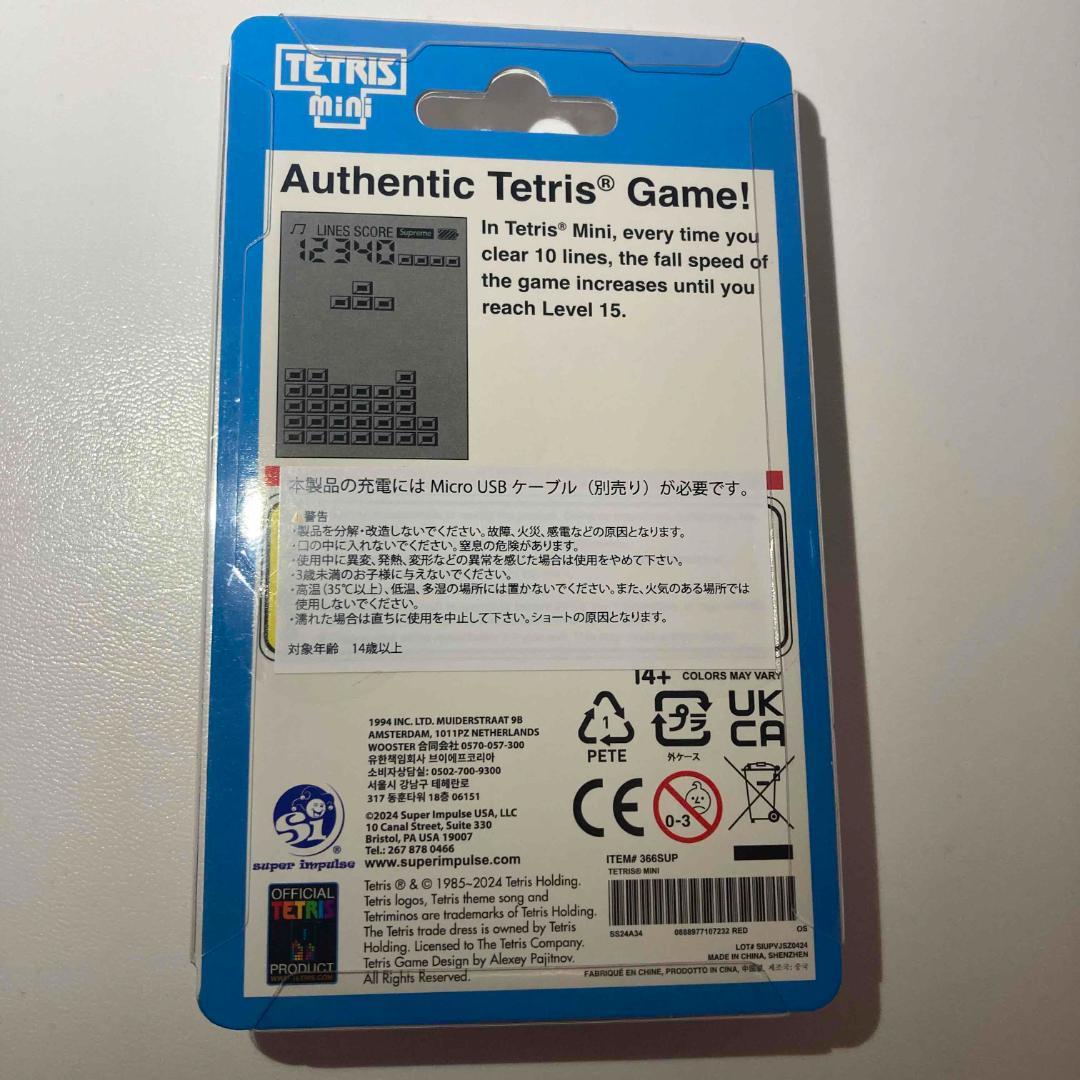 TETRIS
mini
Authentic Tetris® Game!
LINES SCORE Supreme
12340
In Tetris® Mini, every time you
clear 10 lines, the fall speed of
the game increases until you
reach Level 15.
本製品の充電には Micro USB ケーブル（別売り）が必要です。
⚠警告
・製品を分解・改造しないでください。故障、火災、感電などの原因となります。
・口の中に入れないでください。窒息の危険があります。
・使用中に異変、発熱、変形などの異常を感じた場合は使用をやめて下さい。
・3歳未満のお子様に与えないでください。
・高温（35℃以上）、低温、多湿の場所には置かないでください。また、火気のある場所では
使用しないでください。
・濡れた場合は直ちに使用を中止して下さい。ショートの原因となります。
対象年齢　14歳以上
14+ COLORS MAY VARY
1994 INC. LTD. MUIDERSTRAAT 9B
AMSTERDAM, 1011PZ NETHERLANDS
WOOSTER 合同会社 0570-057-300
유한책임회사 브이에프코리아
소비자상담실: 0502-700-9300
서울시 강남구 테헤란로
317 동훈타워 18층 06151
©2024 Super Impulse USA, LLC
10 Canal Street, Suite 330
Bristol, PA USA 19007
Tel.: 267 878 0466
www.superimpulse.com
Si
®
super impulse
1
PETE
プラ
外ケース
UK
CA
CE
0-3
ITEM# 366SUP
TETRIS® MINI
SS24A34 0888977107232 RED OS
LOT# SIUPVJSZ0424
MADE IN CHINA, SHENZHEN
FABRIQUÉ EN CHINE, PRODOTTO IN CINA, 中国製, 제조국: 중국
OFFICIAL
TETRIS
PRODUCT
WWW.TETRIS.COM
Tetris ® & © 1985~2024 Tetris Holding.
Tetris logos, Tetris theme song and
Tetriminos are trademarks of Tetris Holding.
The Tetris trade dress is owned by Tetris
Holding. Licensed to The Tetris Company.
Tetris Game Design by Alexey Pajitnov.
All Rights Reserved.